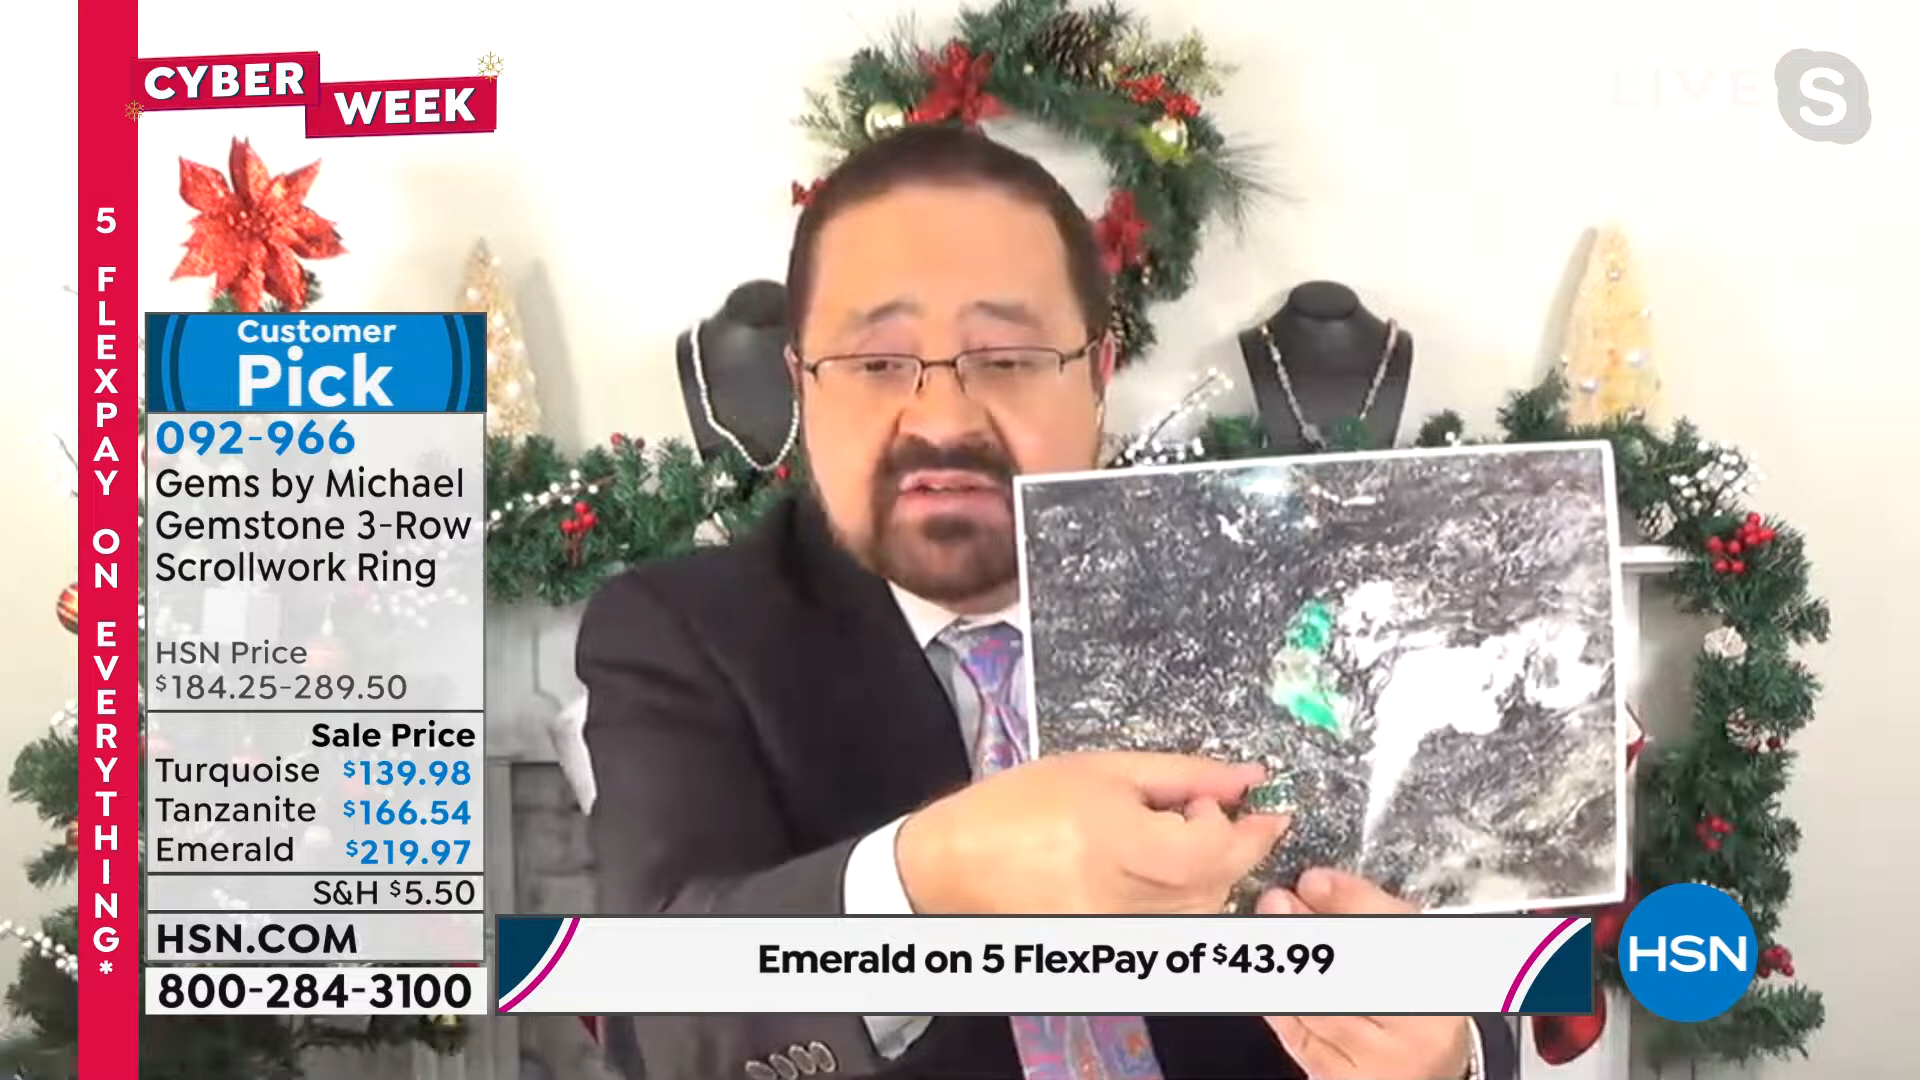 CYBER
WEEK
LIVE S
5 FLEXPAY ON EVERYTHING*
Customer
Pick
092-966
Gems by Michael
Gemstone 3-Row
Scrollwork Ring
HSN Price
$184.25-289.50
Sale Price
Turquoise $139.98
Tanzanite $166.54
Emerald $219.97
S&H $5.50
HSN.COM
800-284-3100
Emerald on 5 FlexPay of $43.99
HSN